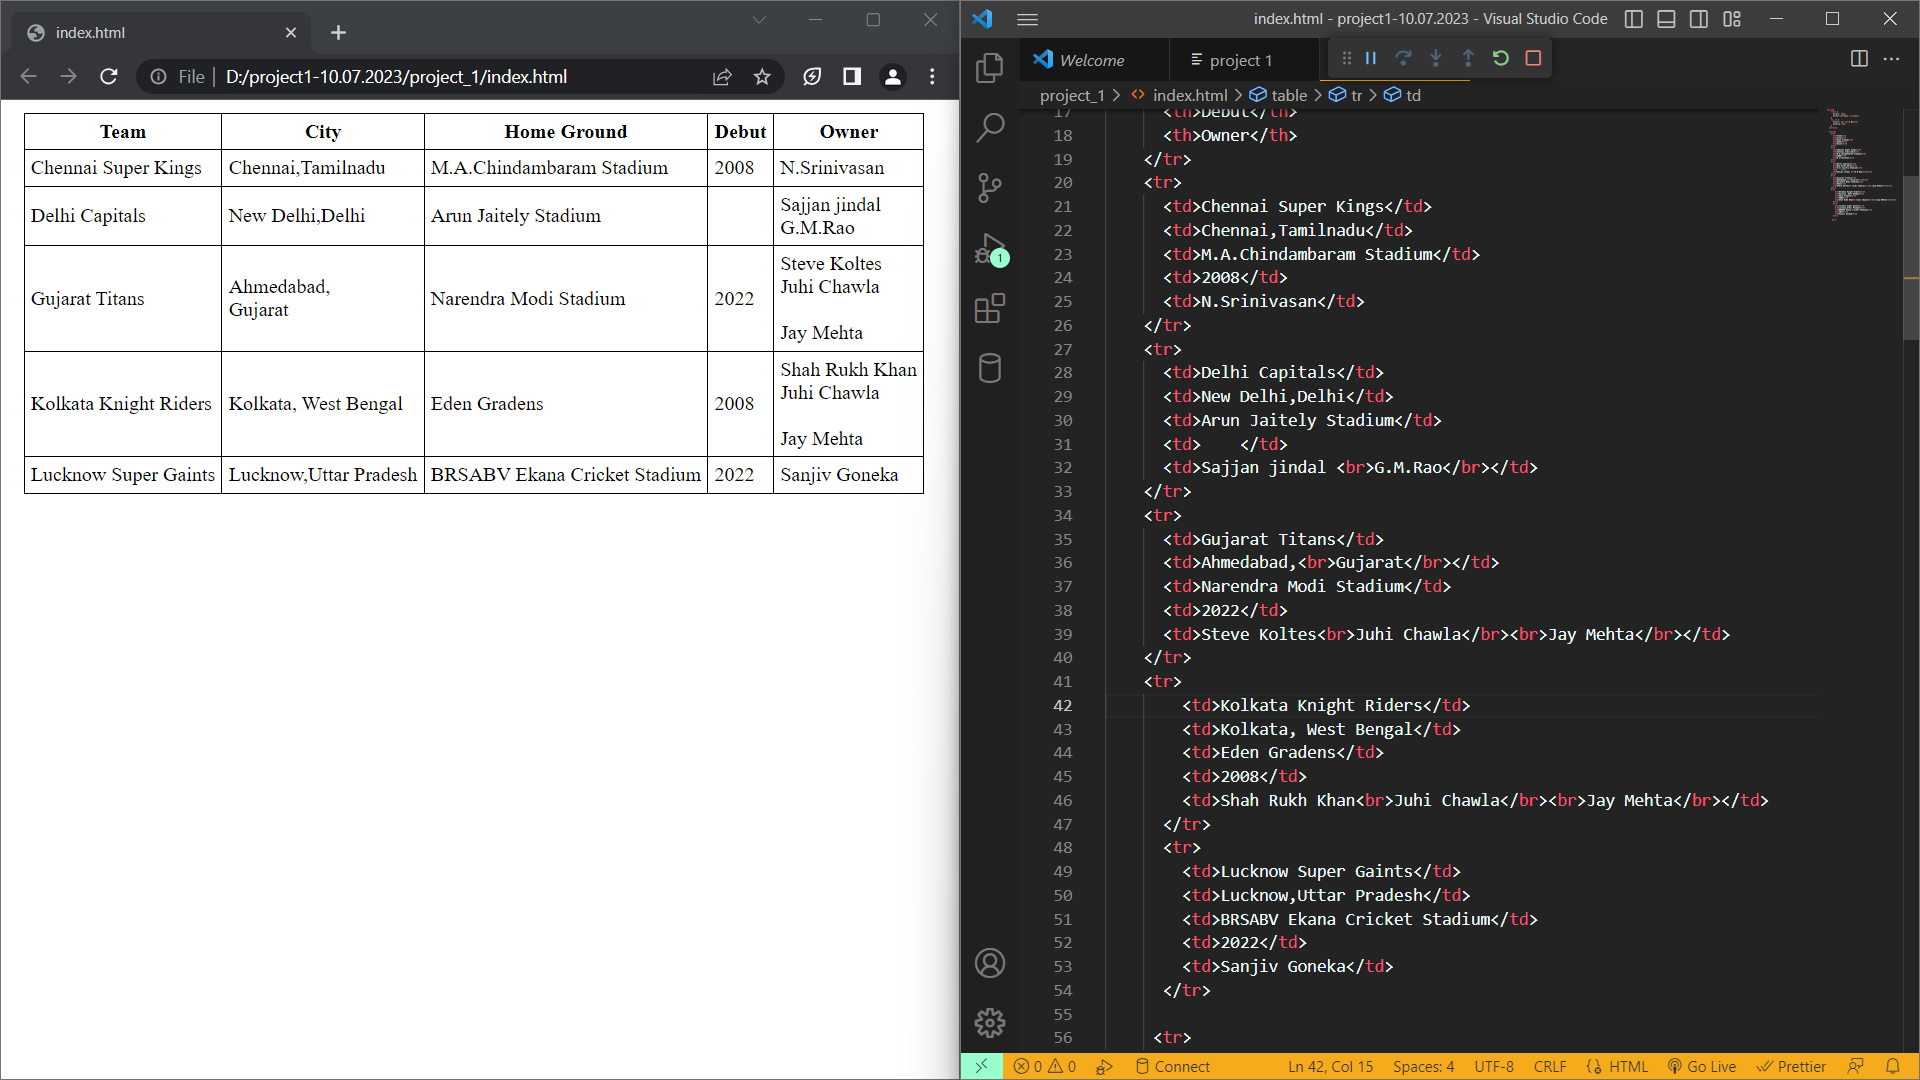 index.html
File D:/project1-10.07.2023/project_1/index.html
Team City Home Ground Debut Owner
Chennai Super Kings Chennai,Tamilnadu M.A.Chindambaram Stadium 2008 N.Srinivasan
Delhi Capitals New Delhi,Delhi Arun Jaitely Stadium Sajjan jindal
G.M.Rao
Gujarat Titans Ahmedabad,
Gujarat Narendra Modi Stadium 2022 Steve Koltes
Juhi Chawla
Jay Mehta
Kolkata Knight Riders Kolkata, West Bengal Eden Gradens 2008 Shah Rukh Khan
Juhi Chawla
Jay Mehta
Lucknow Super Gaints Lucknow,Uttar Pradesh BRSABV Ekana Cricket Stadium 2022 Sanjiv Goneka
index.html - project1-10.07.2023 - Visual Studio Code
Welcome project 1
project_1 > index.html > table > tr > td
1
17 <th>Debut</th>
18 <th>Owner</th>
19 </tr>
20 <tr>
21 <td>Chennai Super Kings</td>
22 <td>Chennai,Tamilnadu</td>
23 <td>M.A.Chindambaram Stadium</td>
24 <td>2008</td>
25 <td>N.Srinivasan</td>
26 </tr>
27 <tr>
28 <td>Delhi Capitals</td>
29 <td>New Delhi,Delhi</td>
30 <td>Arun Jaitely Stadium</td>
31 <td>    </td>
32 <td>Sajjan jindal <br>G.M.Rao</br></td>
33 </tr>
34 <tr>
35 <td>Gujarat Titans</td>
36 <td>Ahmedabad,<br>Gujarat</br></td>
37 <td>Narendra Modi Stadium</td>
38 <td>2022</td>
39 <td>Steve Koltes<br>Juhi Chawla</br><br>Jay Mehta</br></td>
40 </tr>
41 <tr>
42 <td>Kolkata Knight Riders</td>
43 <td>Kolkata, West Bengal</td>
44 <td>Eden Gradens</td>
45 <td>2008</td>
46 <td>Shah Rukh Khan<br>Juhi Chawla</br><br>Jay Mehta</br></td>
47 </tr>
48 <tr>
49 <td>Lucknow Super Gaints</td>
50 <td>Lucknow,Uttar Pradesh</td>
51 <td>BRSABV Ekana Cricket Stadium</td>
52 <td>2022</td>
53 <td>Sanjiv Goneka</td>
54 </tr>
55
56 <tr>
0 0 Connect Ln 42, Col 15 Spaces: 4 UTF-8 CRLF HTML Go Live Prettier